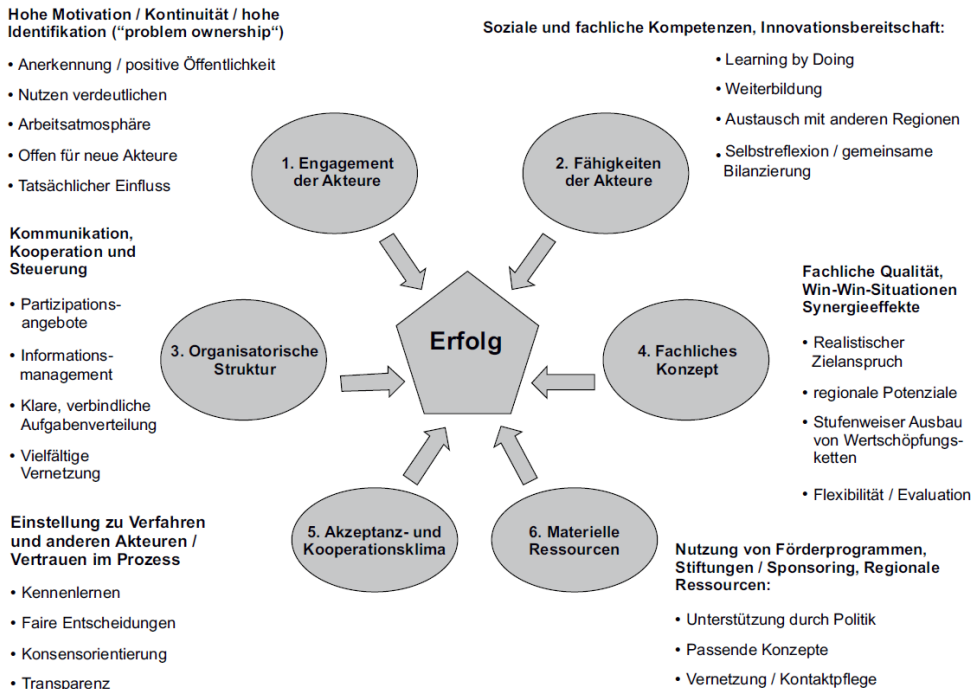 Hohe Motivation / Kontinuität / hohe
Identifikation (“problem ownership“)
• Anerkennung / positive Öffentlichkeit
• Nutzen verdeutlichen
• Arbeitsatmosphäre
• Offen für neue Akteure
• Tatsächlicher Einfluss
Soziale und fachliche Kompetenzen, Innovationsbereitschaft:
• Learning by Doing
• Weiterbildung
• Austausch mit anderen Regionen
• Selbstreflexion / gemeinsame
Bilanzierung
1. Engagement
der Akteure
2. Fähigkeiten
der Akteure
Kommunikation,
Kooperation und
Steuerung
• Partizipations-
angebote
• Informations-
management
• Klare, verbindliche
Aufgabenverteilung
• Vielfältige
Vernetzung
3. Organisatorische
Struktur
Erfolg
4. Fachliches
Konzept
Fachliche Qualität,
Win-Win-Situationen
Synergieeffekte
• Realistischer
Zielanspruch
• regionale Potenziale
• Stufenweiser Ausbau
von Wertschöpfungs-
ketten
• Flexibilität / Evaluation
Einstellung zu Verfahren
und anderen Akteuren /
Vertrauen im Prozess
• Kennenlernen
• Faire Entscheidungen
• Konsensorientierung
• Transparenz
5. Akzeptanz- und
Kooperationsklima
6. Materielle
Ressourcen
Nutzung von Förderprogrammen,
Stiftungen / Sponsoring, Regionale
Ressourcen:
• Unterstützung durch Politik
• Passende Konzepte
• Vernetzung / Kontaktpflege